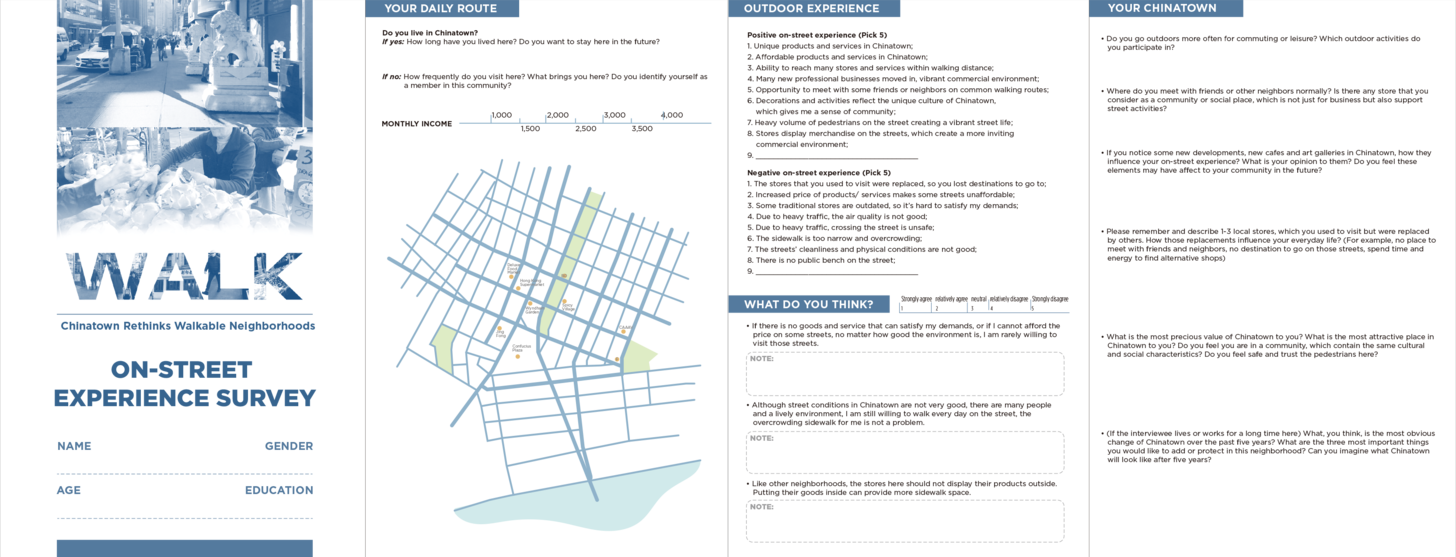 WALK
Chinatown Rethinks Walkable Neighborhoods
ON-STREET
EXPERIENCE SURVEY
NAME GENDER
AGE EDUCATION
YOUR DAILY ROUTE
Do you live in Chinatown?
If yes: How long have you lived here? Do you want to stay here in the future?
If no: How frequently do you visit here? What brings you here? Do you identify yourself as
a member in this community?
MONTHLY INCOME
1,000 2,000 3,000 4,000
1,500 2,500 3,500
Hong Kong
Supermarket
Jing
Fong
Confucius
Plaza
OUTDOOR EXPERIENCE
Positive on-street experience (Pick 5)
1. Unique products and services in Chinatown;
2. Affordable products and services in Chinatown;
3. Ability to reach many stores and services within walking distance;
4. Many new professional businesses moved in, vibrant commercial environment;
5. Opportunity to meet with some friends or neighbors on common walking routes;
6. Decorations and activities reflect the unique culture of Chinatown,
which gives me a sense of community;
7. Heavy volume of pedestrians on the street creating a vibrant street life;
8. Stores display merchandise on the streets, which create a more inviting
commercial environment;
9.
Negative on-street experience (Pick 5)
1. The stores that you used to visit were replaced, so you lost destinations to go to;
2. Increased price of products/ services makes some streets unaffordable;
3. Some traditional stores are outdated, so it's hard to satisfy my demands;
4. Due to heavy traffic, the air quality is not good;
5. Due to heavy traffic, crossing the street is unsafe;
6. The sidewalk is too narrow and overcrowding;
7. The streets' cleanliness and physical conditions are not good;
8. There is no public bench on the street;
9.
WHAT DO YOU THINK?
Strongly agree relatively agree neutral relatively disagree Strongly disagree
1 2 3 4 5
• If there is no goods and service that can satisfy my demands, or if I cannot afford the
price on some streets, no matter how good the environment is, I am rarely willing to
visit those streets.
NOTE:
• Although street conditions in Chinatown are not very good, there are many people
and a lively environment, I am still willing to walk every day on the street, the
overcrowding sidewalk for me is not a problem.
NOTE:
• Like other neighborhoods, the stores here should not display their products outside.
Putting their goods inside can provide more sidewalk space.
NOTE:
YOUR CHINATOWN
• Do you go outdoors more often for commuting or leisure? Which outdoor activities do
you participate in?
• Where do you meet with friends or other neighbors normally? Is there any store that you
consider as a community or social place, which is not just for business but also support
street activities?
• If you notice some new developments, new cafes and art galleries in Chinatown, how they
influence your on-street experience? What is your opinion to them? Do you feel these
elements may have affect to your community in the future?
• Please remember and describe 1-3 local stores, which you used to visit but were replaced
by others. How those replacements influence your everyday life? (For example, no place to
meet with friends and neighbors, no destination to go on those streets, spend time and
energy to find alternative shops)
• What is the most precious value of Chinatown to you? What is the most attractive place in
Chinatown to you? Do you feel you are in a community, which contain the same cultural
and social characteristics? Do you feel safe and trust the pedestrians here?
• (If the interviewee lives or works for a long time here) What, you think, is the most obvious
change of Chinatown over the past five years? What are the three most important things
you would like to add or protect in this neighborhood? Can you imagine what Chinatown
will look like after five years?